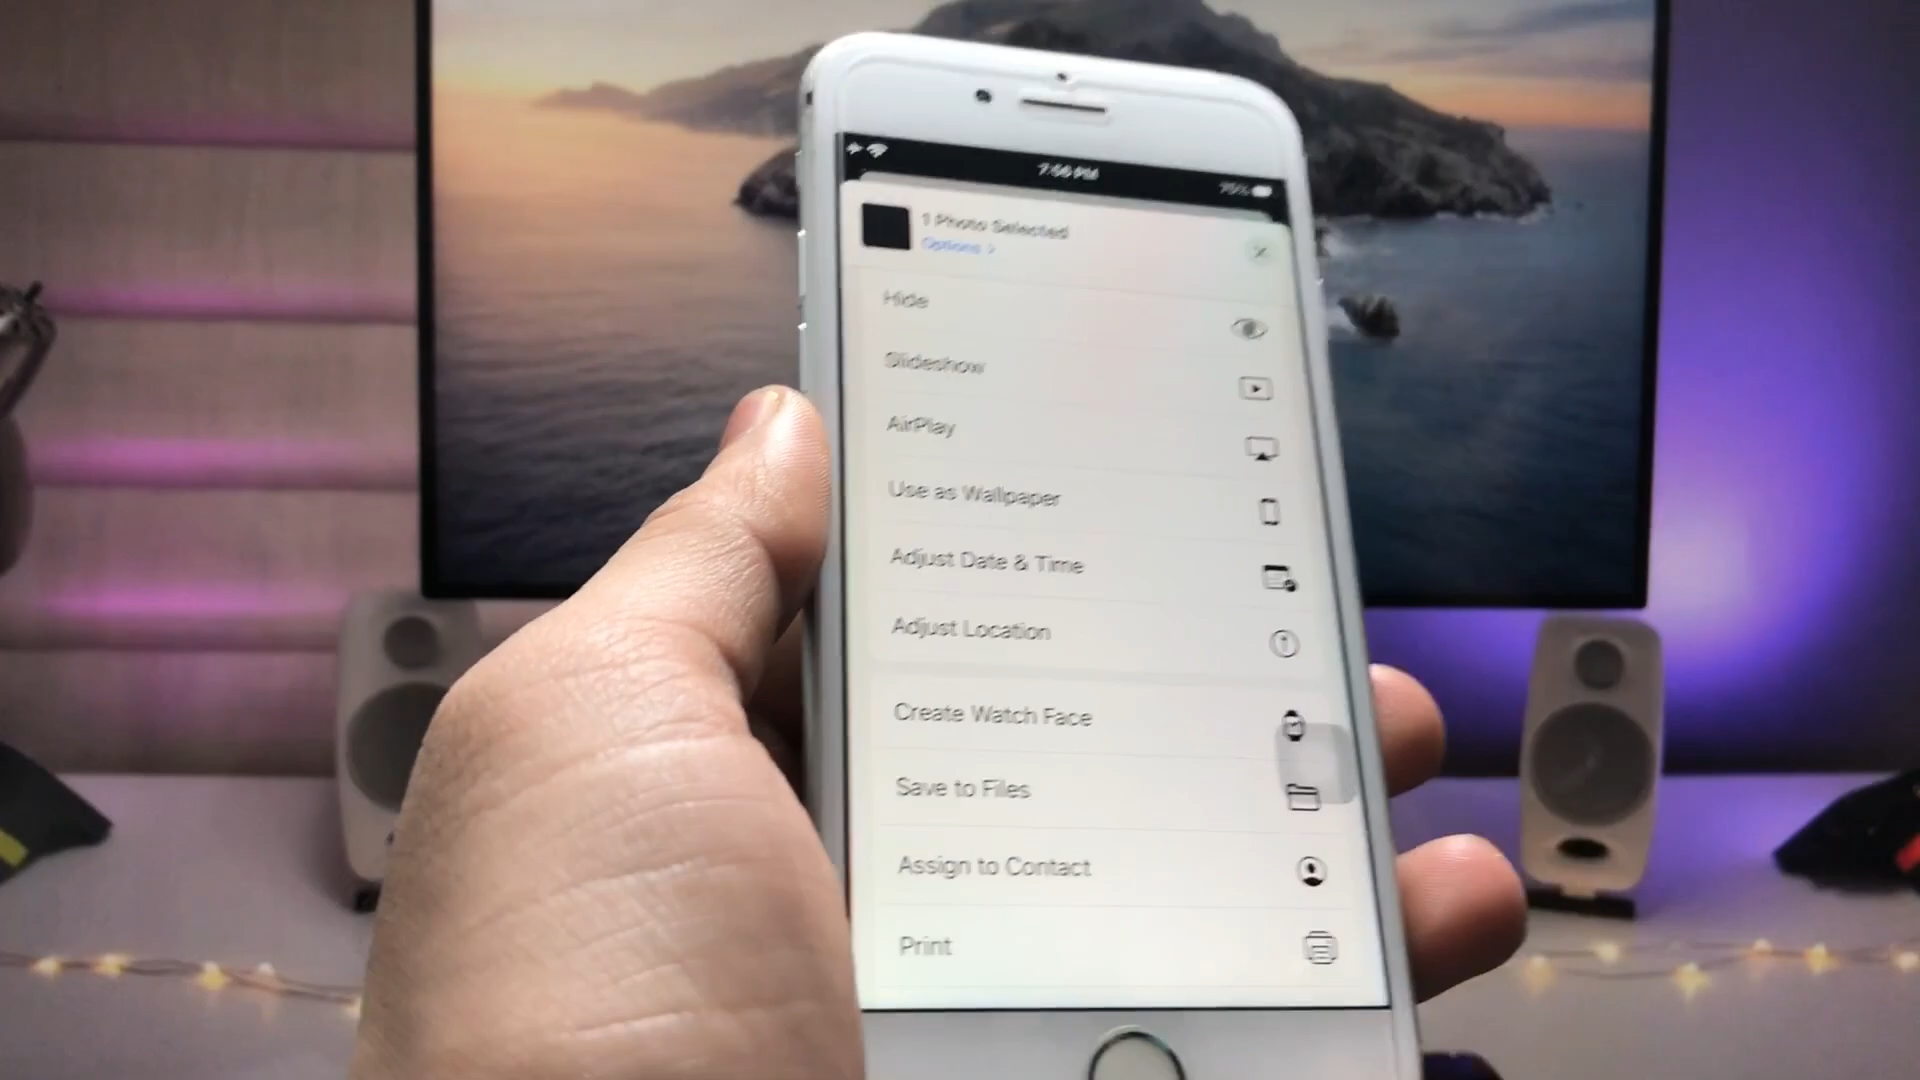 7:56 PM
75%
1 Photo Selected
Options >
Hide
Slideshow
AirPlay
Use as Wallpaper
Adjust Date & Time
Adjust Location
Create Watch Face
Save to Files
Assign to Contact
Print